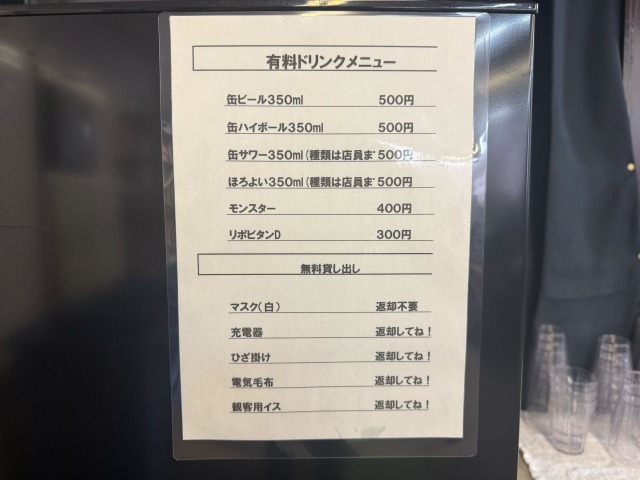 有料ドリンクメニュー
缶ビール350ml 500円
缶ハイボール350ml 500円
缶サワー350ml(種類は店員ま 500円
ほろよい350ml(種類は店員ま 500円
モンスター 400円
リポビタンD 300円
無料貸し出し
マスク(白) 返却不要
充電器 返却してね!
ひざ掛け 返却してね!
電気毛布 返却してね!
観客用イス 返却してね!